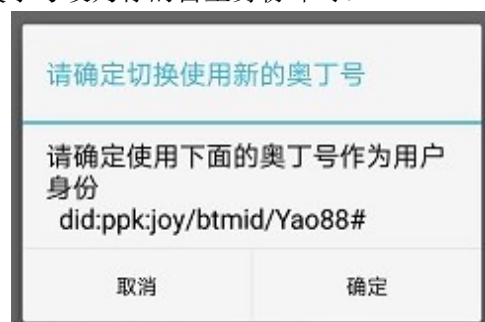 请确定切换使用新的奥丁号
请确定使用下面的奥丁号作为用户
身份
did:ppk:joy/btmid/Yao88#
取消
确定